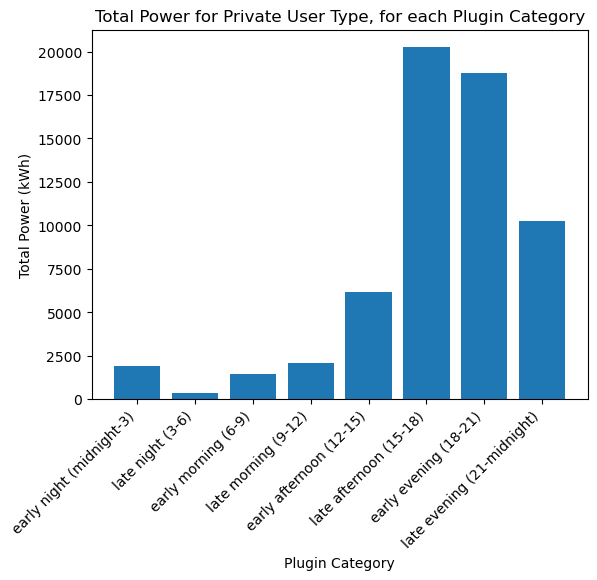 Total Power for Private User Type, for each Plugin Category
Total Power (kWh)
20000
17500
15000
12500
10000
7500
5000
2500
0
early night (midnight-3)
late night (3-6)
early morning (6-9)
late morning (9-12)
early afternoon (12-15)
late afternoon (15-18)
early evening (18-21)
late evening (21-midnight)
Plugin Category